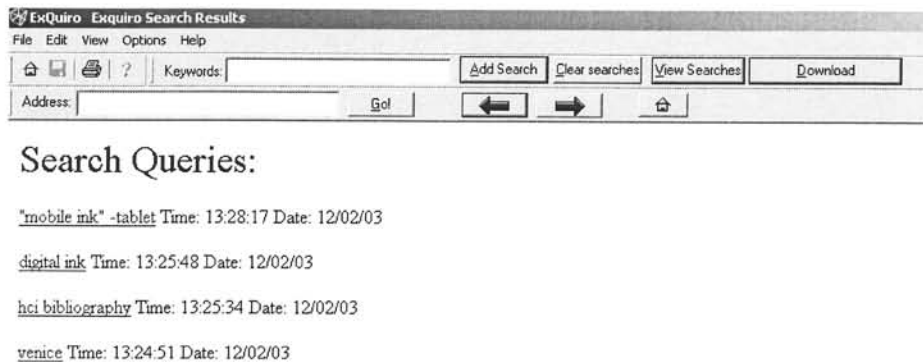 ExQuiro Exquiro Search Results
File Edit View Options Help
? Keywords: Add Search Clear searches View Searches Download
Address: Go!
Search Queries:
"mobile ink" -tablet Time: 13:28:17 Date: 12/02/03
digital ink Time: 13:25:48 Date: 12/02/03
hci bibliography Time: 13:25:34 Date: 12/02/03
venice Time: 13:24:51 Date: 12/02/03